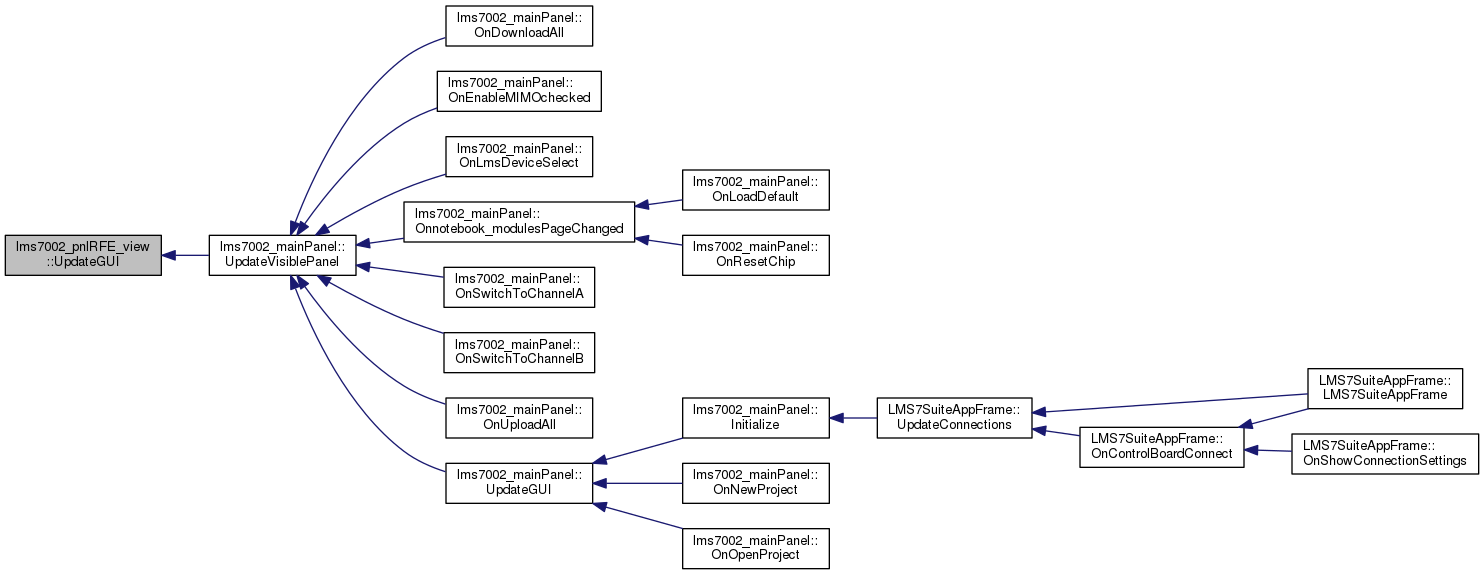 lms7002_pnlRFE_view
::UpdateGUI
lms7002_mainPanel::
UpdateVisiblePanel
lms7002_mainPanel::
OnDownloadAll
lms7002_mainPanel::
OnEnableMIMOchecked
lms7002_mainPanel::
OnLmsDeviceSelect
lms7002_mainPanel::
Onnotebook_modulesPageChanged
lms7002_mainPanel::
OnLoadDefault
lms7002_mainPanel::
OnResetChip
lms7002_mainPanel::
OnSwitchToChannelA
lms7002_mainPanel::
OnSwitchToChannelB
lms7002_mainPanel::
OnUploadAll
lms7002_mainPanel::
UpdateGUI
lms7002_mainPanel::
Initialize
lms7002_mainPanel::
OnNewProject
lms7002_mainPanel::
OnOpenProject
LMS7SuiteAppFrame::
UpdateConnections
LMS7SuiteAppFrame::
LMS7SuiteAppFrame
LMS7SuiteAppFrame::
OnControlBoardConnect
LMS7SuiteAppFrame::
OnShowConnectionSettings